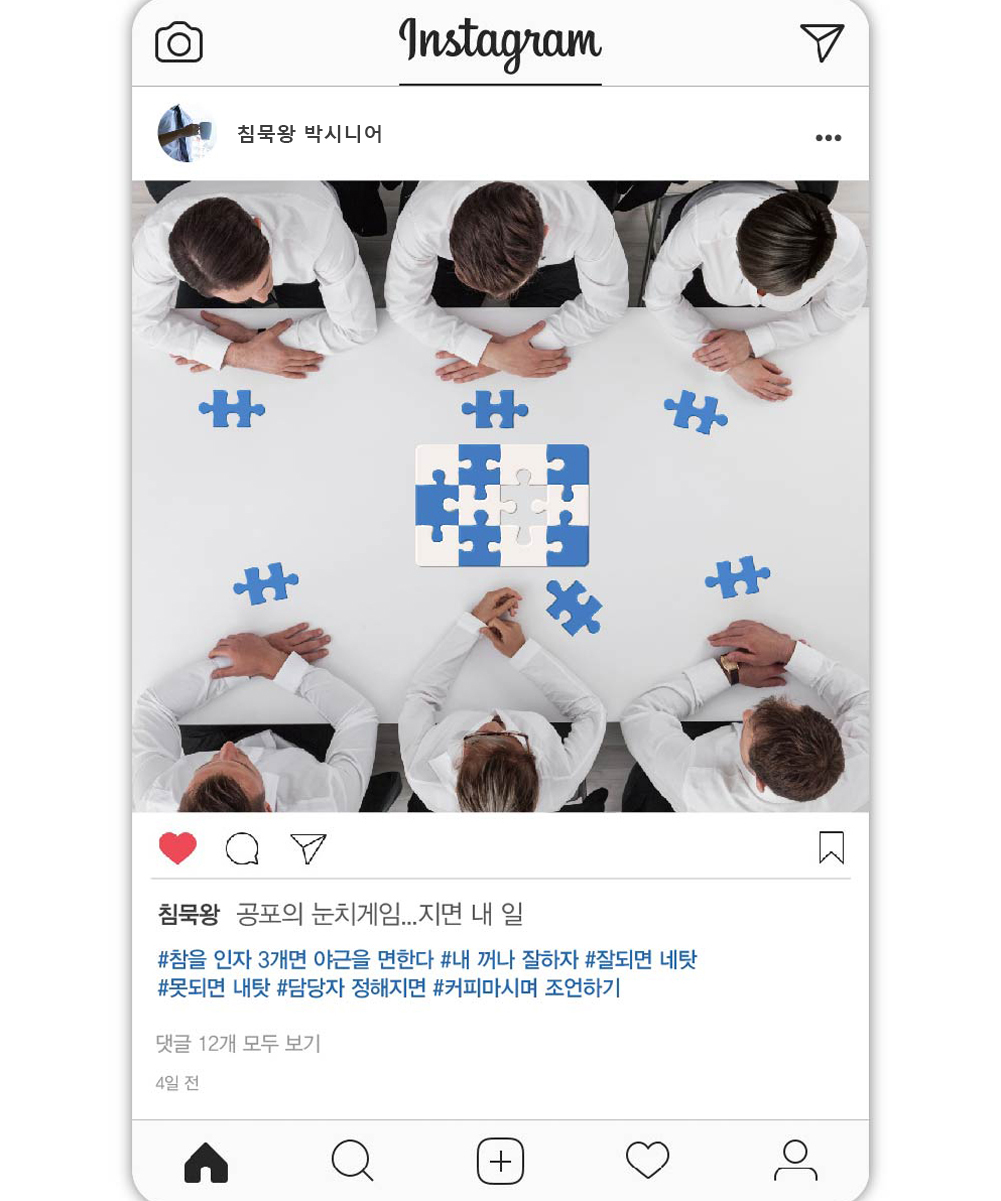 Instagram
침묵왕 박시니어
침묵왕 공포의 눈치게임...지면 내 일
#참을 인자 3개면 야근을 면한다 #내 꺼나 잘하자 #잘되면 네탓
#못되면 내탓 #담당자 정해지면 #커피마시며 조언하기
댓글 12개 모두 보기
4일 전